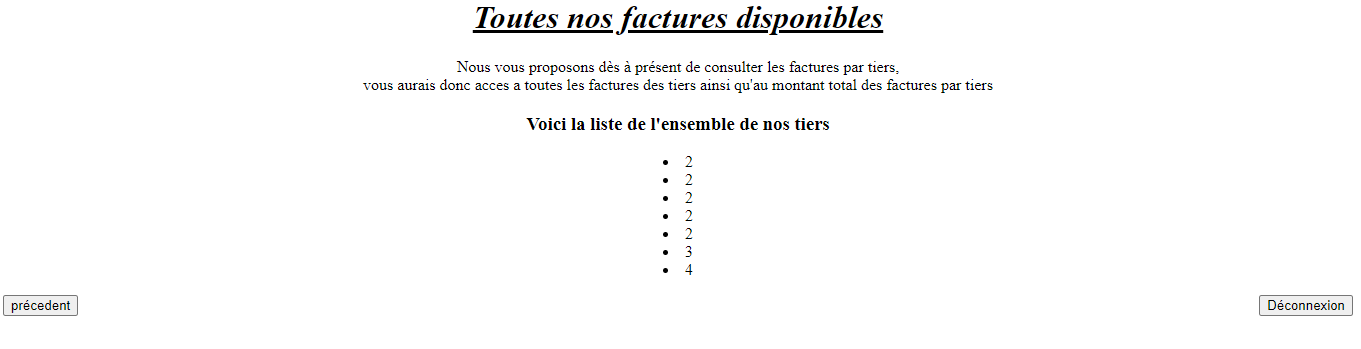 Toutes nos factures disponibles
Nous vous proposons dès à présent de consulter les factures par tiers,
vous aurais donc acces a toutes les factures des tiers ainsi qu'au montant total des factures par tiers
Voici la liste de l'ensemble de nos tiers
• 2
• 2
• 2
• 2
• 2
• 3
• 4
précedent Déconnexion